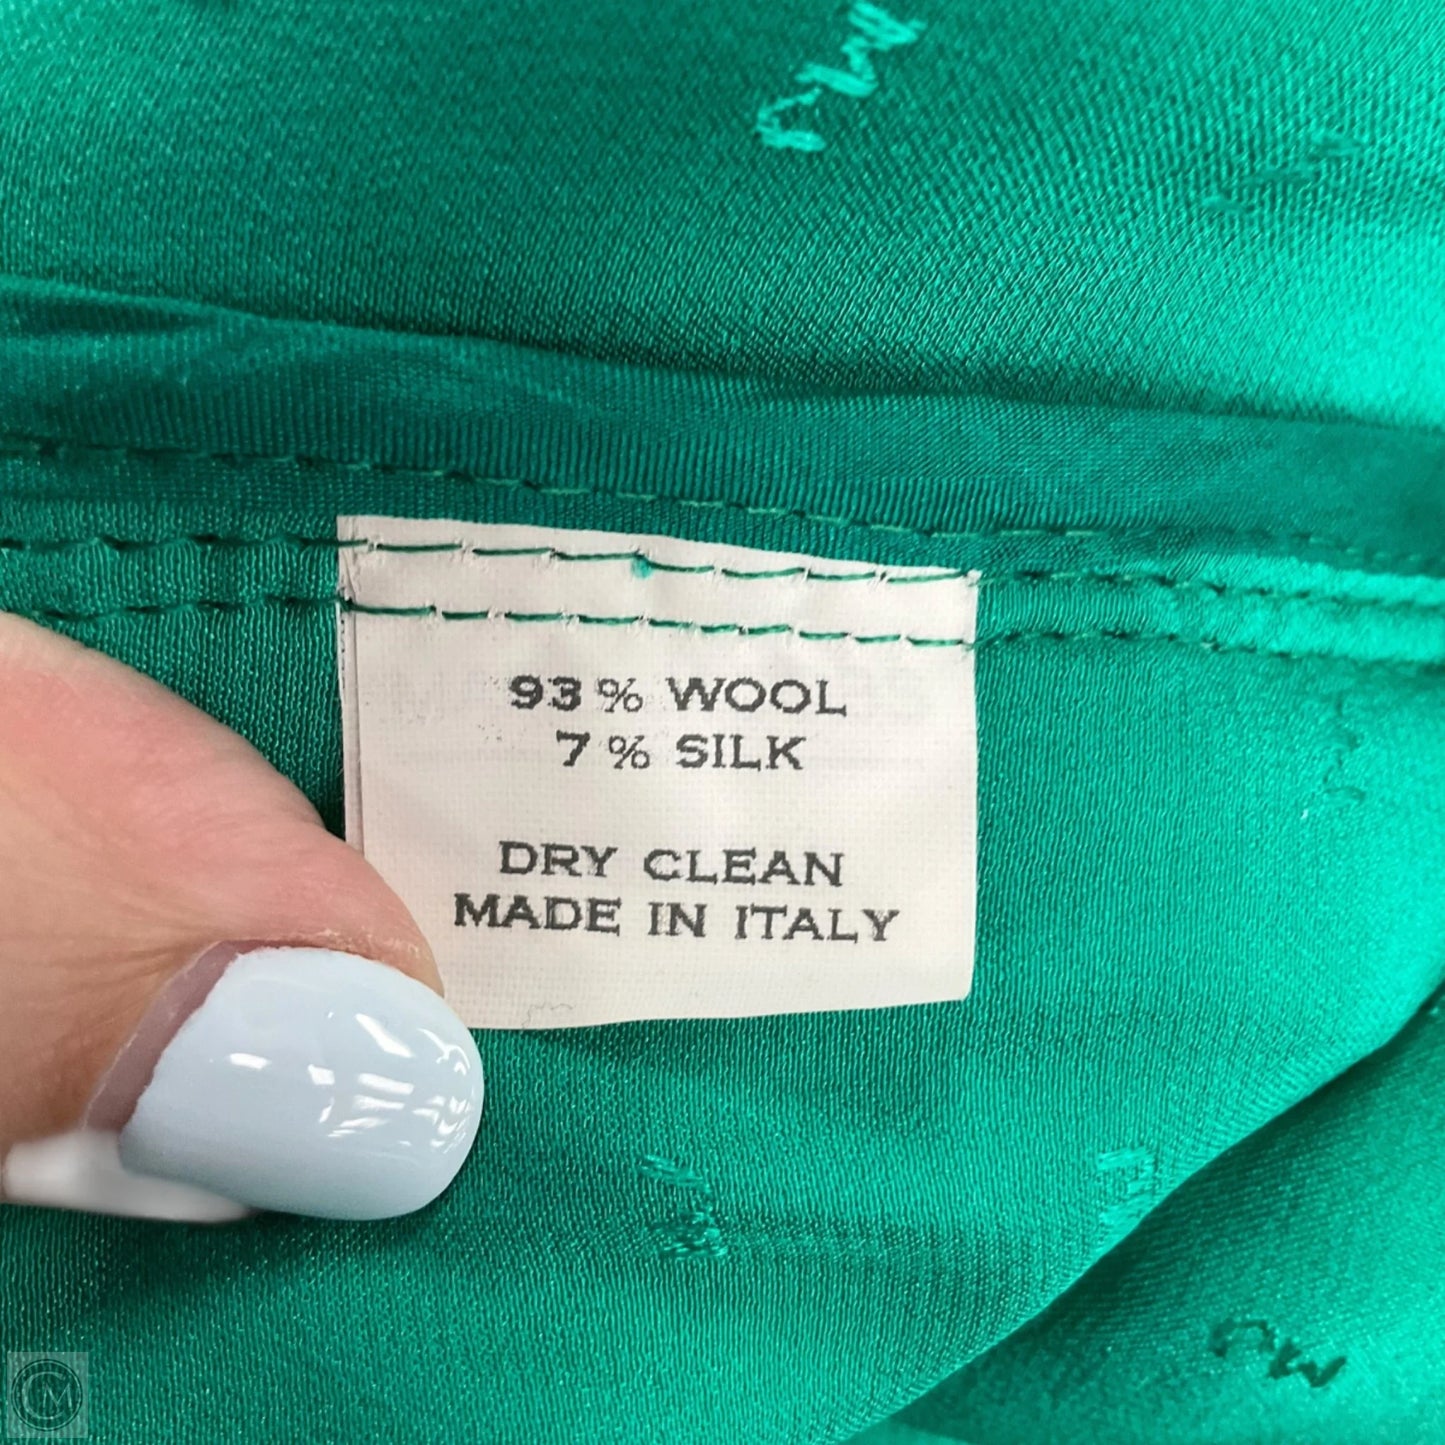 93% WOOL
7% SILK
DRY CLEAN
MADE IN ITALY